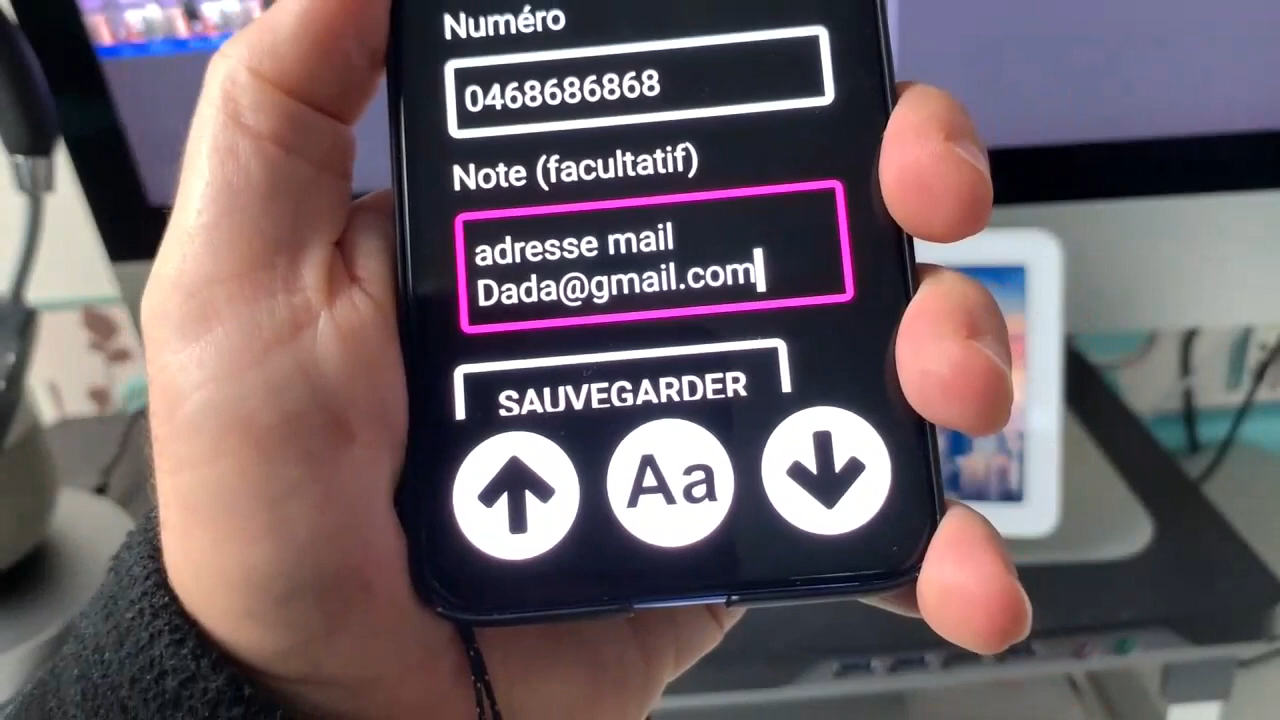 Numéro
0468686868
Note (facultatif)
adresse mail
Dada@gmail.com
SAUVEGARDER
Aa